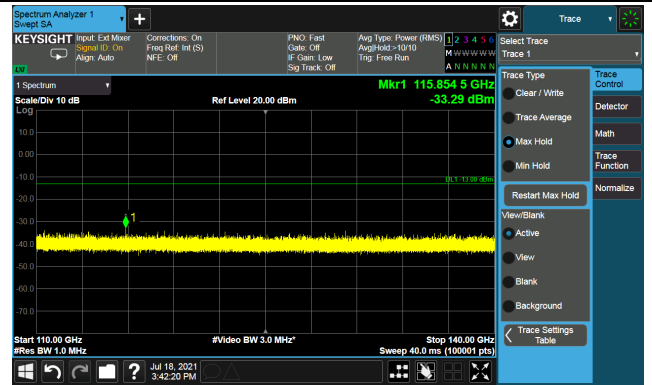 Spectrum Analyzer 1
Swept SA
Trace
KEYSIGHT
Input: Ext Mixer
Signal ID: On
Align: Auto
Corrections: On
Freq Ref: Int (S)
NFE: Off
PNO: Fast
Gate: Off
IF Gain: Low
Sig Track: Off
Avg Type: Power (RMS)
Avg|Hold:>10/10
Trig: Free Run
1 2 3 4 5 6
M W W W W W
A N N N N N
Select Trace
Trace 1
1 Spectrum
Scale/Div 10 dB
Log
Ref Level 20.00 dBm
Mkr1 115.854 5 GHz
-33.29 dBm
10.0
0.00
-10.0
-20.0
-30.0
-40.0
-50.0
-60.0
-70.0
DL1 -13.00 dBm
1
Start 110.00 GHz
#Res BW 1.0 MHz
#Video BW 3.0 MHz*
Stop 140.00 GHz
Sweep 40.0 ms (100001 pts)
Trace Type
Clear / Write
Trace Average
Max Hold
Min Hold
Restart Max Hold
View/Blank
Active
View
Blank
Background
Trace Settings
Table
Trace
Control
Detector
Math
Trace
Function
Normalize
?
Jul 18, 2021
3:42:20 PM